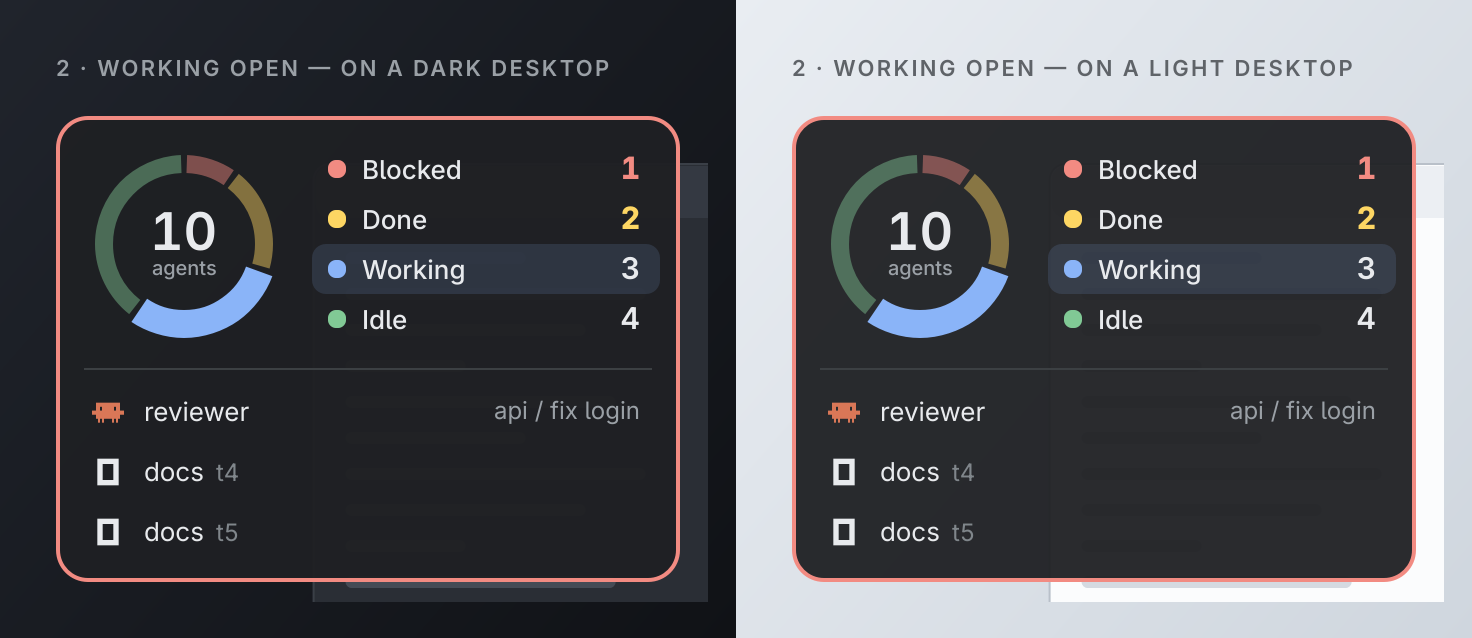 2 · WORKING OPEN — ON A DARK DESKTOP
10
agents
Blocked 1
Done 2
Working 3
Idle 4
reviewer api / fix login
docs t4
docs t5
2 · WORKING OPEN — ON A LIGHT DESKTOP
10
agents
Blocked 1
Done 2
Working 3
Idle 4
reviewer api / fix login
docs t4
docs t5